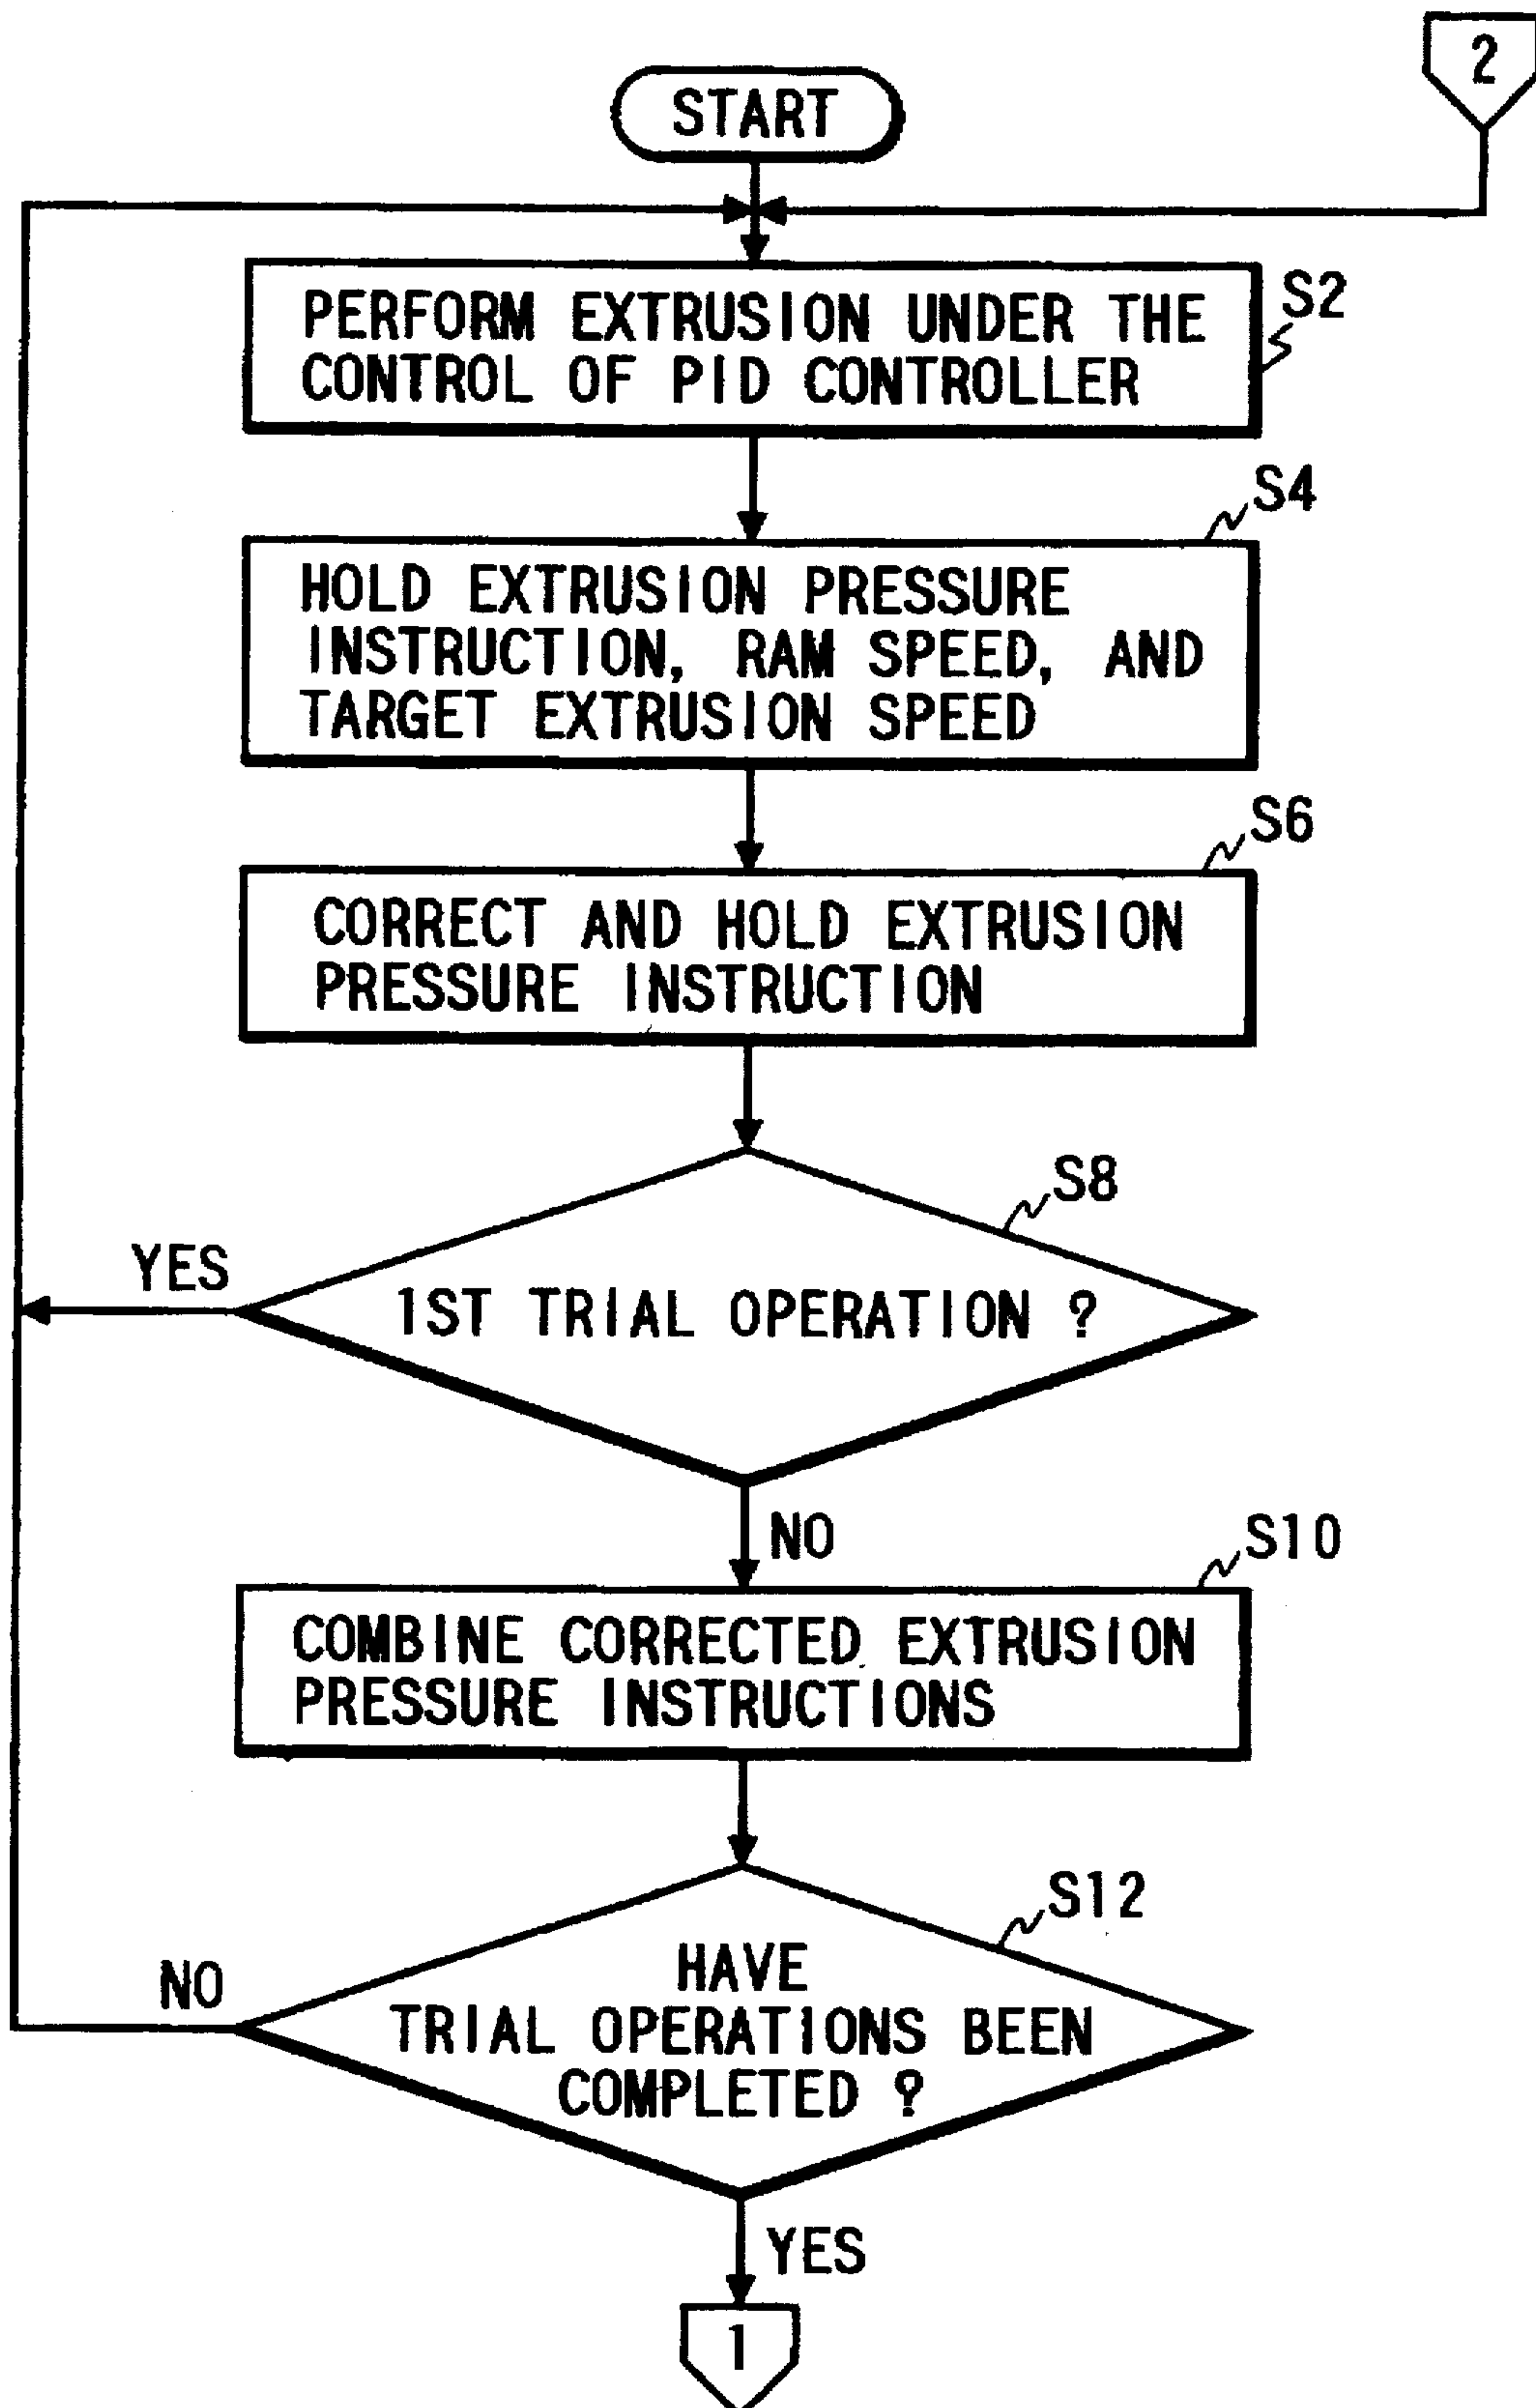 2
START
PERFORM EXTRUSION UNDER THE
CONTROL OF PID CONTROLLER
S2
S4
HOLD EXTRUSION PRESSURE
INSTRUCTION, RAM SPEED, AND
TARGET EXTRUSION SPEED
S6
CORRECT AND HOLD EXTRUSION
PRESSURE INSTRUCTION
S8
YES
1ST TRIAL OPERATION ?
NO
S10
COMBINE CORRECTED EXTRUSION
PRESSURE INSTRUCTIONS
S12
NO
HAVE
TRIAL OPERATIONS BEEN
COMPLETED ?
YES
1